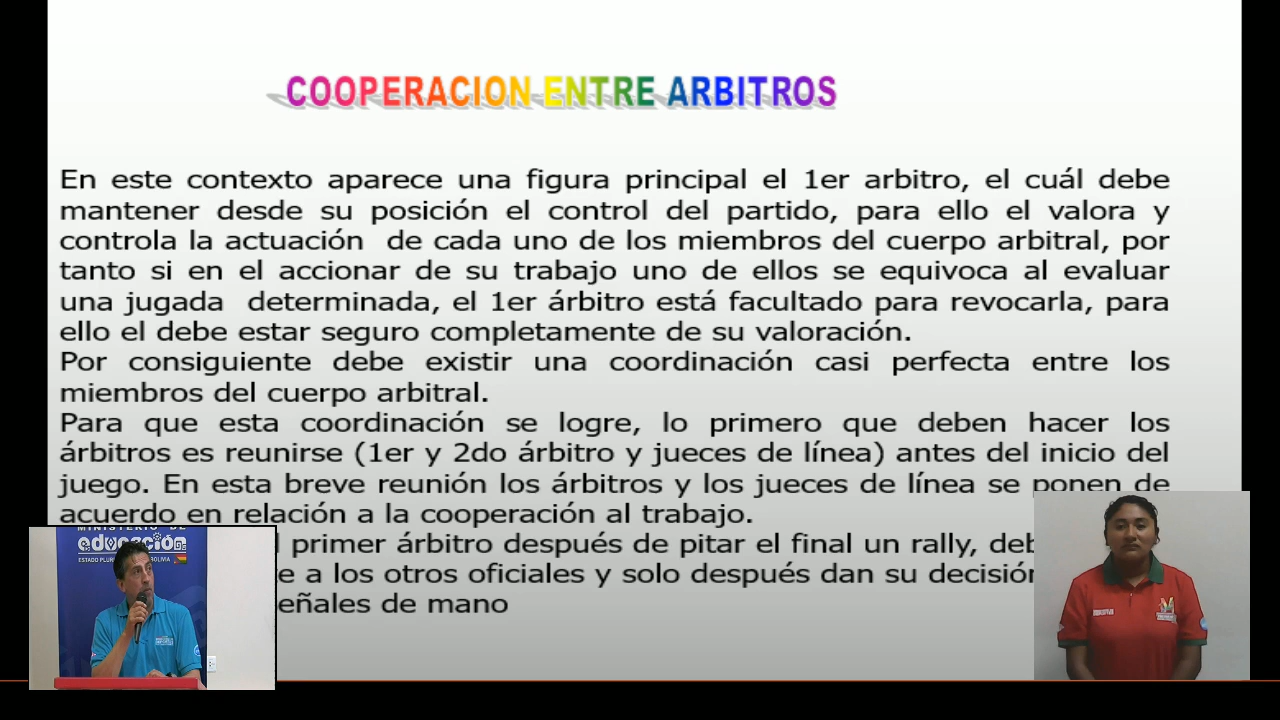 COOPERACION ENTRE ARBITROS
En este contexto aparece una figura principal el 1er arbitro, el cuál debe
mantener desde su posición el control del partido, para ello el valora y
controla la actuación de cada uno de los miembros del cuerpo arbitral, por
tanto si en el accionar de su trabajo uno de ellos se equivoca al evaluar
una jugada determinada, el 1er árbitro está facultado para revocarla, para
ello el debe estar seguro completamente de su valoración.
Por consiguiente debe existir una coordinación casi perfecta entre los
miembros del cuerpo arbitral.
Para que esta coordinación se logre, lo primero que deben hacer los
árbitros es reunirse (1er y 2do árbitro y jueces de línea) antes del inicio del
juego. En esta breve reunión los árbitros y los jueces de línea se ponen de
acuerdo en relación a la cooperación al trabajo.
primer árbitro después de pitar el final un rally,
a los otros oficiales y solo después dan su
de mano
MINISTERIO DE
educación